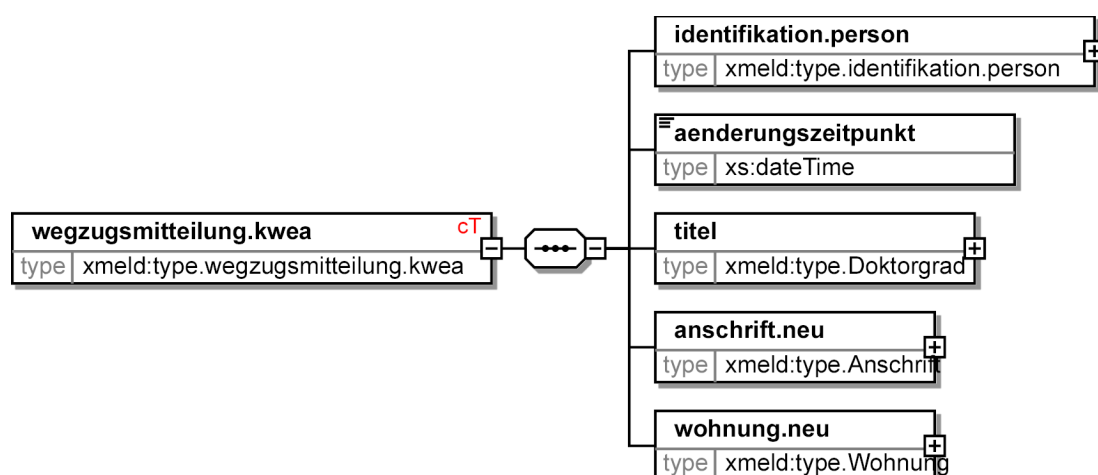 identifikation.person
type xmeld:type.identifikation.person
aenderungszeitpunkt
type xs:dateTime
wegzugsmitteilung.kwea cT
type xmeld:type.wegzugsmitteilung.kwea
titel
type xmeld:type.Doktorgrad
anschrift.neu
type xmeld:type.Anschrift
wohnung.neu
type xmeld:type.Wohnung